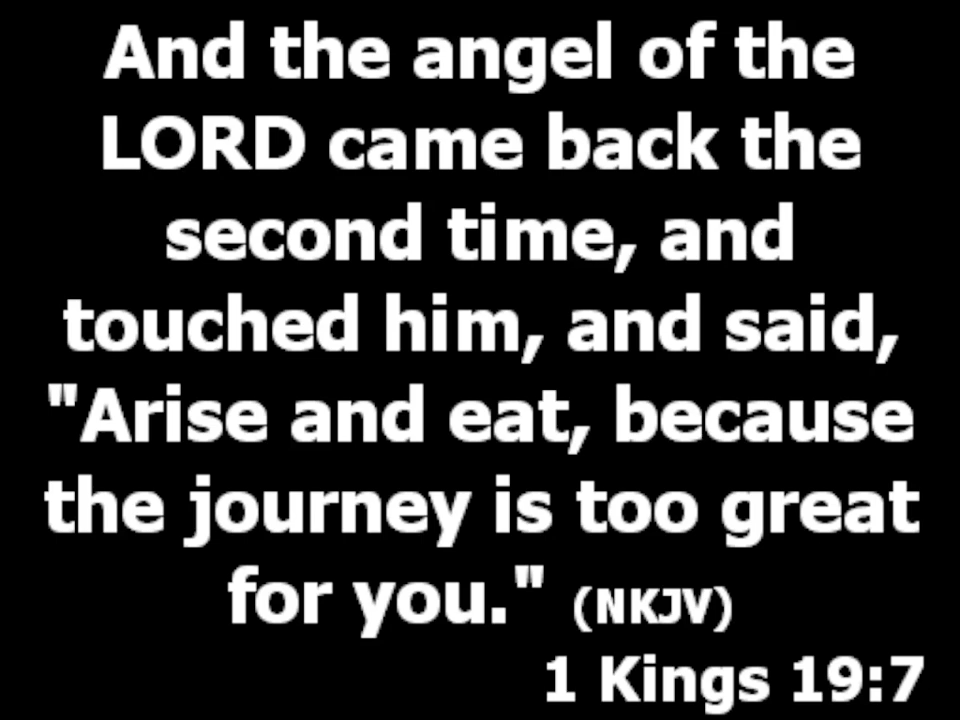 And the angel of the
LORD came back the
second time, and
touched him, and said,
"Arise and eat, because
the journey is too great
for you." (NKJV)
1 Kings 19:7